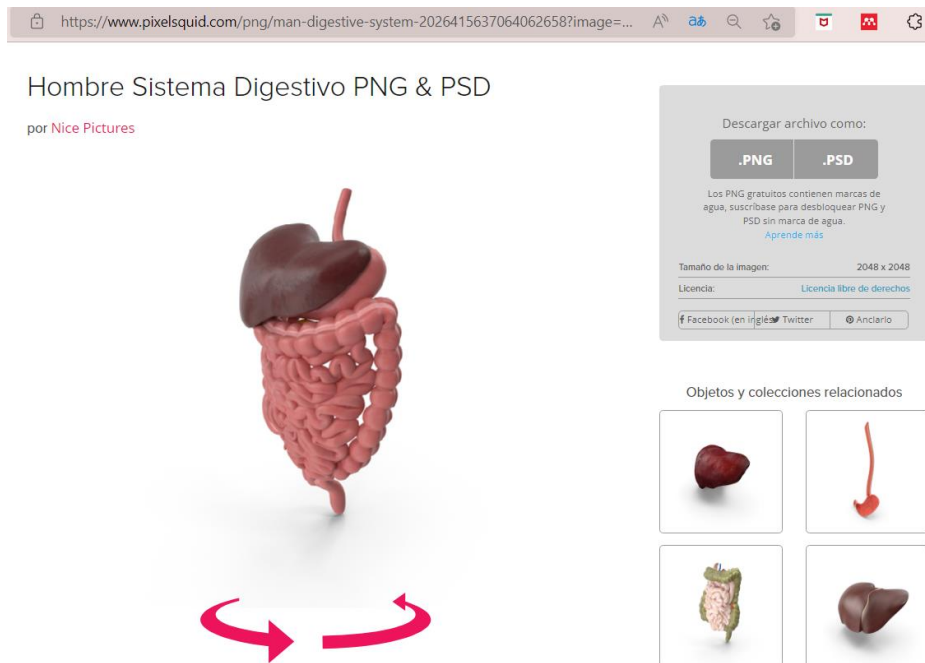 https://www.pixelsquid.com/png/man-digestive-system-2026415637064062658?image=...
Hombre Sistema Digestivo PNG & PSD
por Nice Pictures
Descargar archivo como:
.PNG .PSD
Los PNG gratuitos contienen marcas de
agua, suscríbase para desbloquear PNG y
PSD sin marca de agua.
Aprende más
Tamaño de la imagen: 2048 x 2048
Licencia: Licencia libre de derechos
Facebook (en inglés Twitter Anclarlo
Objetos y colecciones relacionados